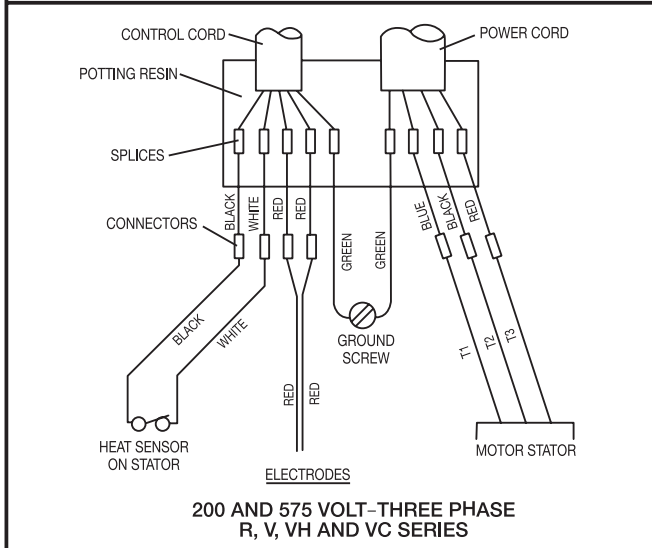 CONTROL CORD
POWER CORD
POTTING RESIN
SPLICES
CONNECTORS
BLACK
WHITE
RED
RED
GREEN
GREEN
BLUE
BLACK
RED
BLACK
WHITE
GROUND
SCREW
T1
T2
T3
RED
RED
HEAT SENSOR
ON STATOR
MOTOR STATOR
ELECTRODES
200 AND 575 VOLT–THREE PHASE
R, V, VH AND VC SERIES